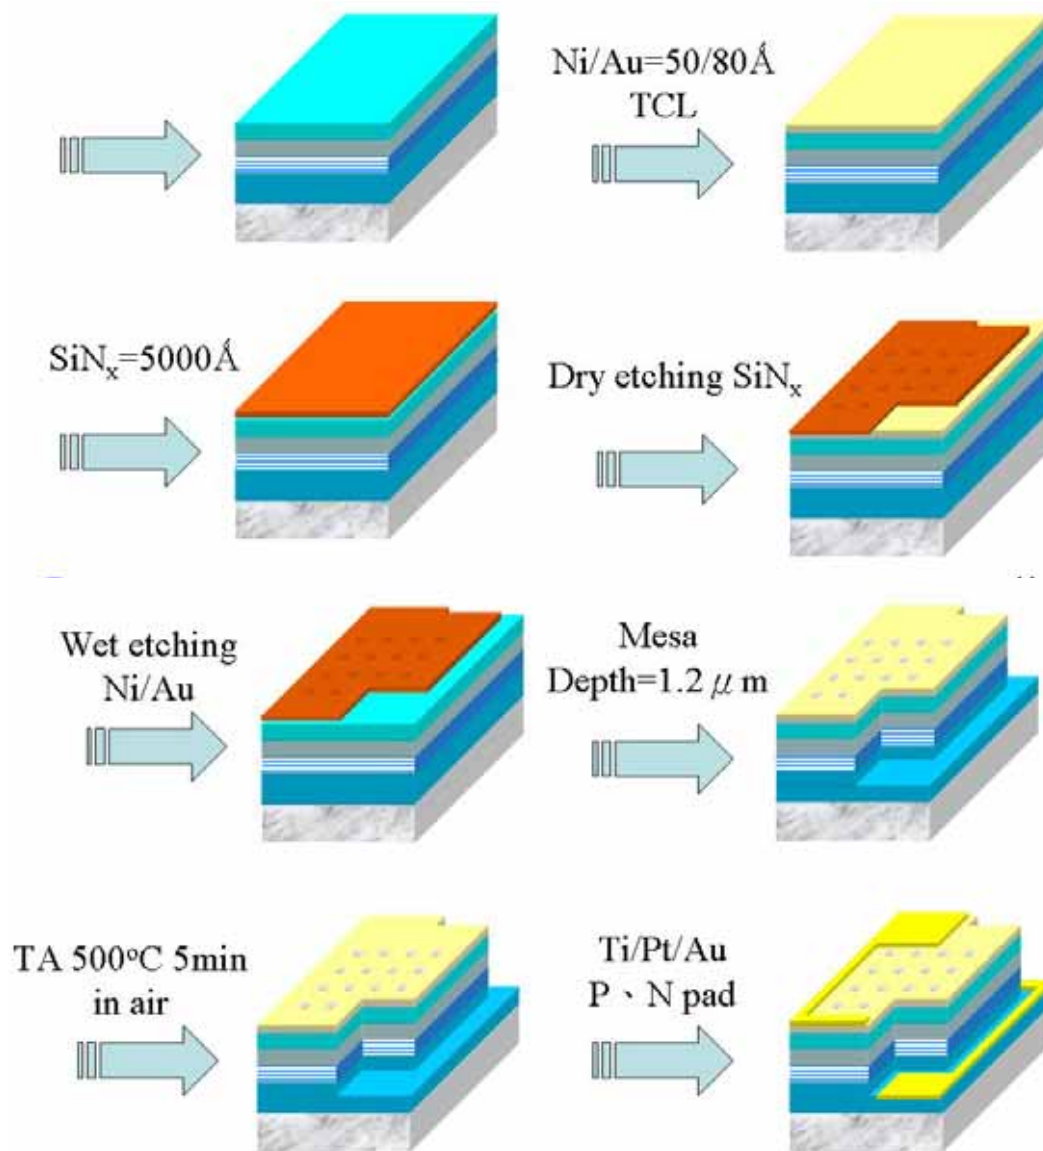 Ni/Au=50/80Å
TCL
SiNx=5000Å
Dry etching SiNx
Wet etching
Ni/Au
Mesa
Depth=1.2 μm
TA 500°C 5min
in air
Ti/Pt/Au
P、N pad